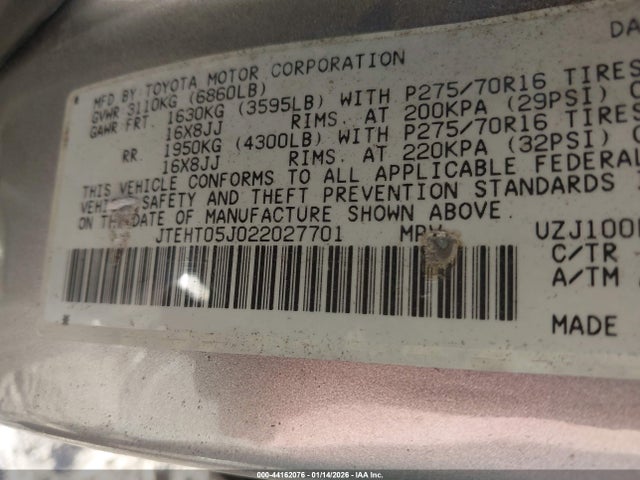 DA
MFD BY TOYOTA MOTOR CORPORATION
GVWR 3110KG (6860LB)
GAWR FRT. 1630KG (3595LB) WITH P275/70R16 TIRES
16X8JJ RIMS. AT 200KPA (29PSI) C
RR. 1950KG (4300LB) WITH P275/70R16 TIRES
16X8JJ RIMS. AT 220KPA (32PSI) C
THIS VEHICLE CONFORMS TO ALL APPLICABLE FEDERAL
VEHICLE SAFETY AND THEFT PREVENTION STANDARDS
ON THE DATE OF MANUFACTURE SHOWN ABOVE.
JTEHT05J022027701 MPV UZJ100
C/TR
A/TM
MADE
000-44162076 - 01/14/2026 - IAA Inc.